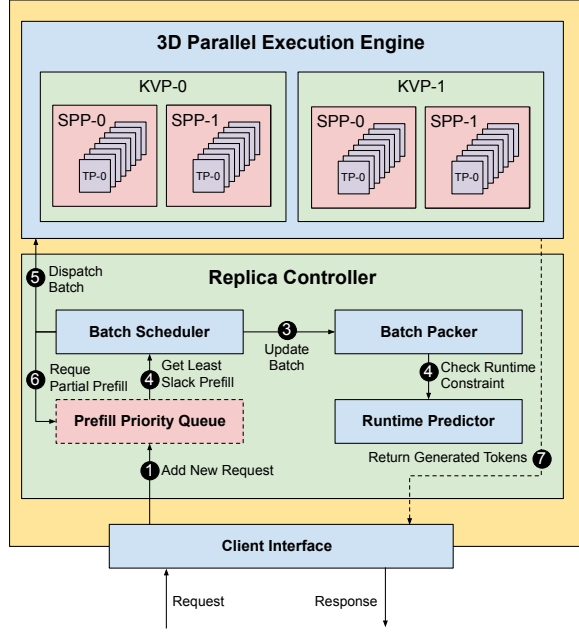 3D Parallel Execution Engine
KVP-0
KVP-1
SPP-0
SPP-1
SPP-0
SPP-1
TP-0
TP-0
TP-0
TP-0
5
Dispatch
Batch
Replica Controller
Batch Scheduler
3
Update
Batch
Batch Packer
6
Reque
Partial Prefill
4
Get Least
Slack Prefill
4
Check Runtime
Constraint
Prefill Priority Queue
Runtime Predictor
1
Add New Request
Return Generated Tokens
7
Client Interface
Request
Response